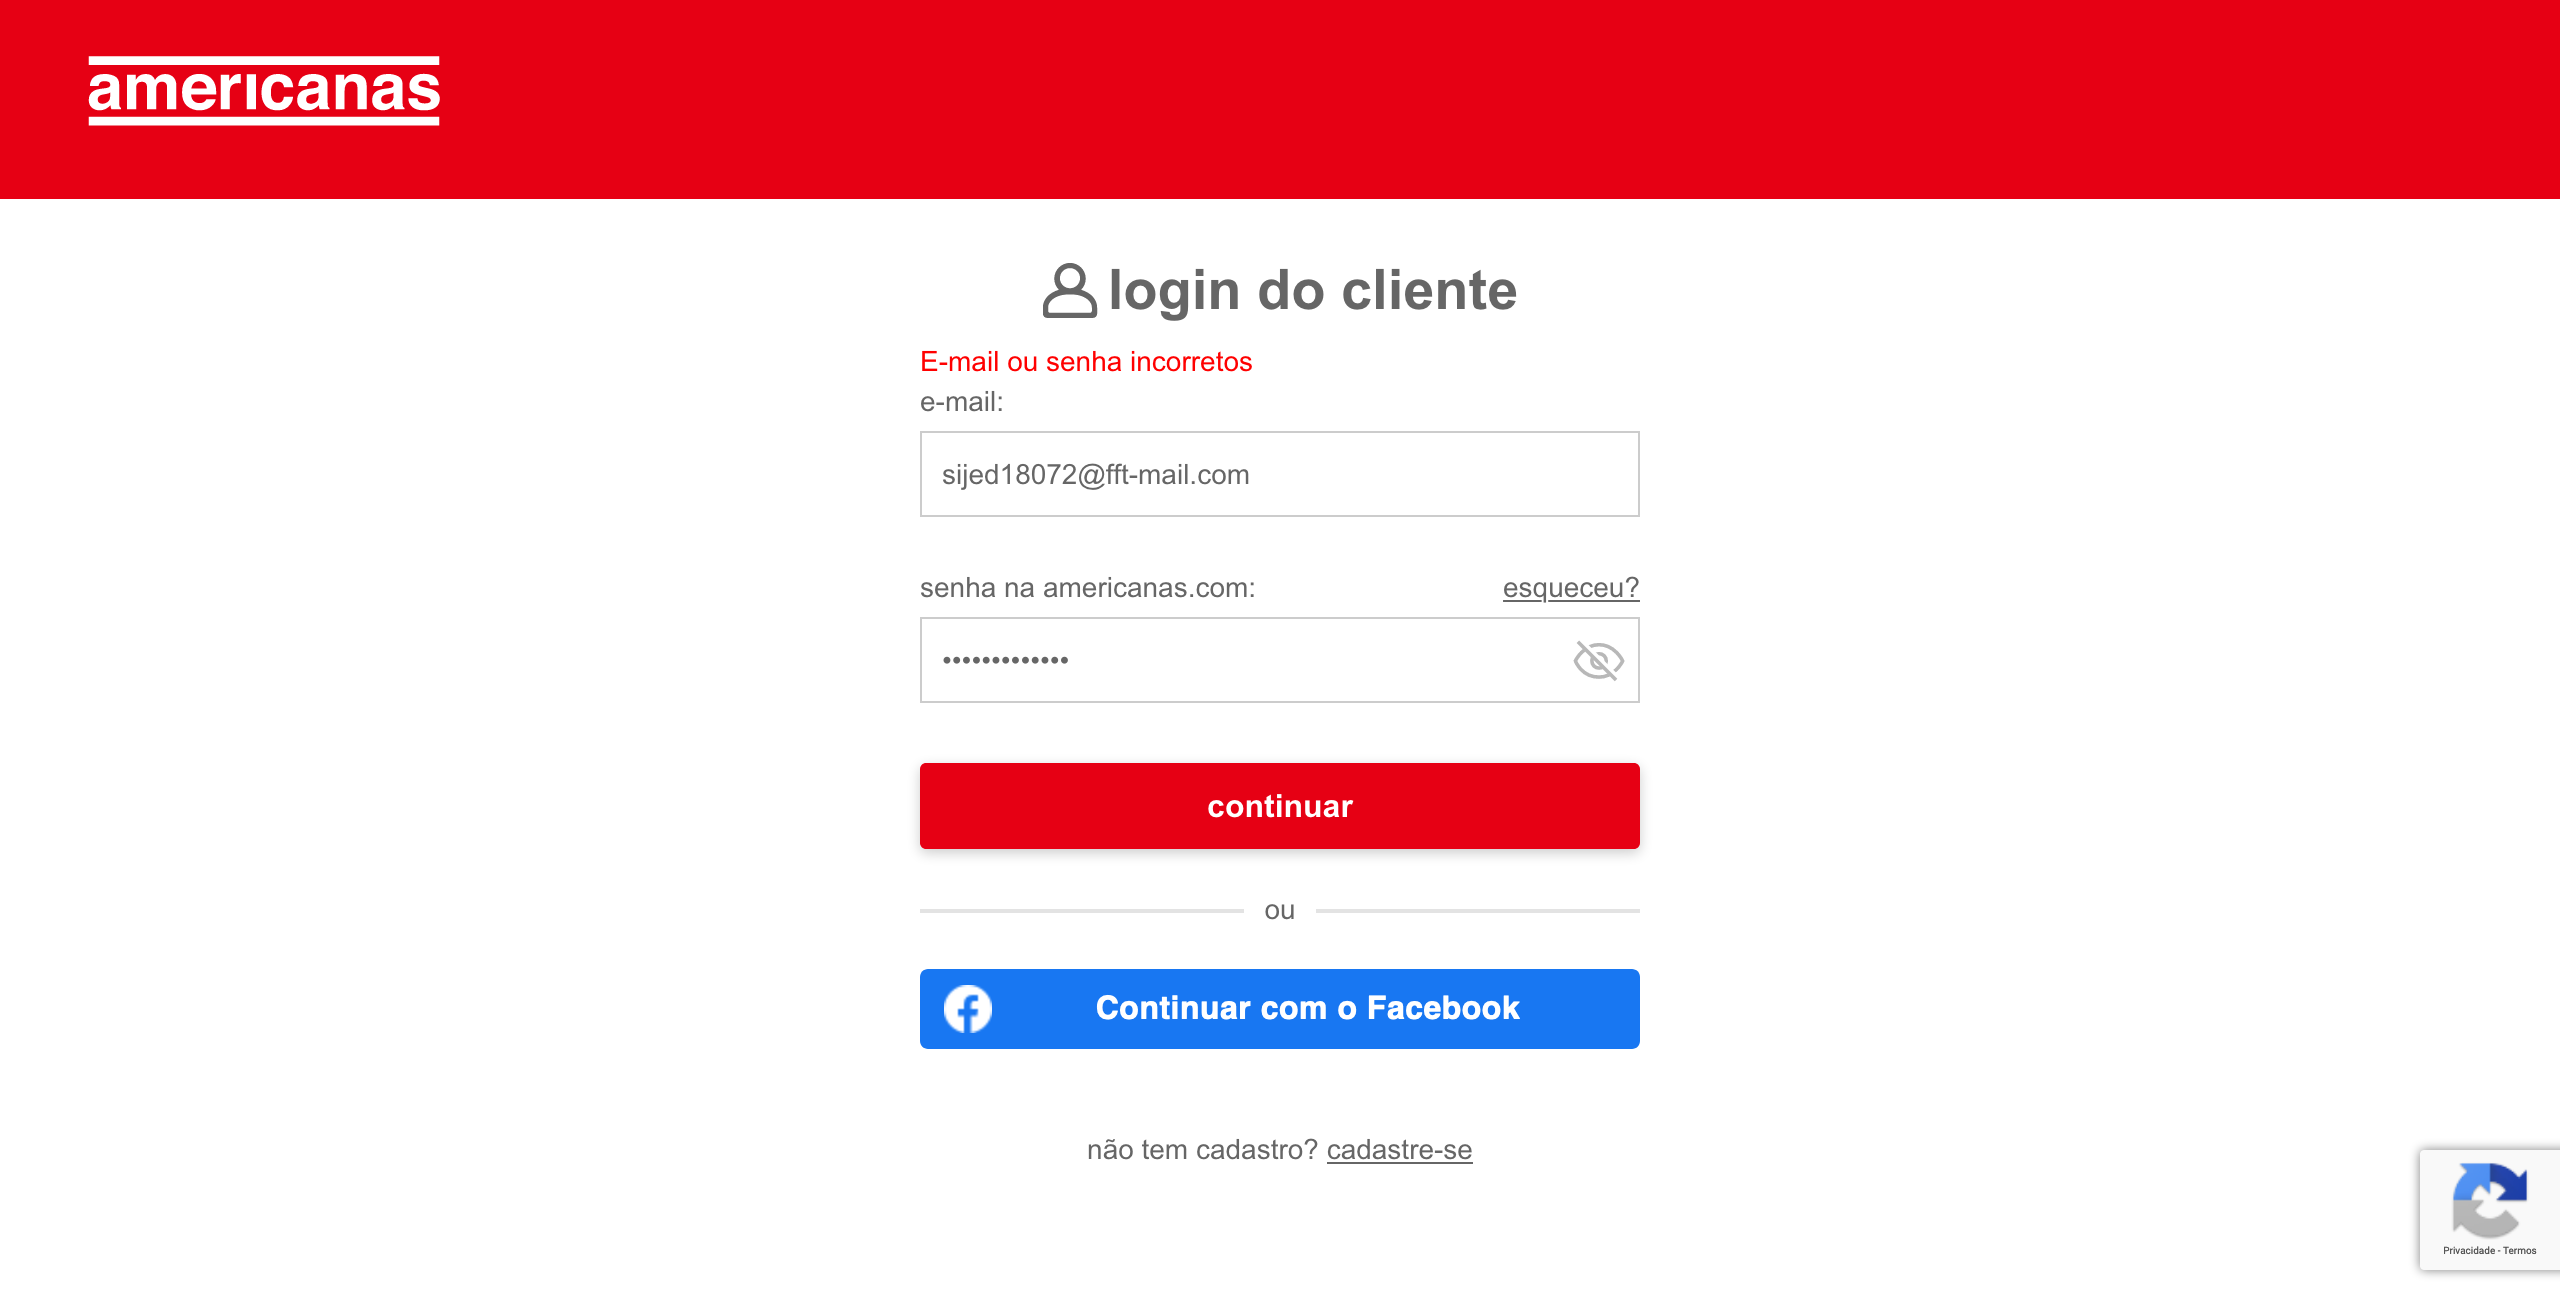 americanas
login do cliente
E-mail ou senha incorretos
e-mail:
sijed18072@fft-mail.com
senha na americanas.com: esqueceu?
•••••••••••••
continuar
ou
Continuar com o Facebook
não tem cadastro? cadastre-se
Privacidade - Termos